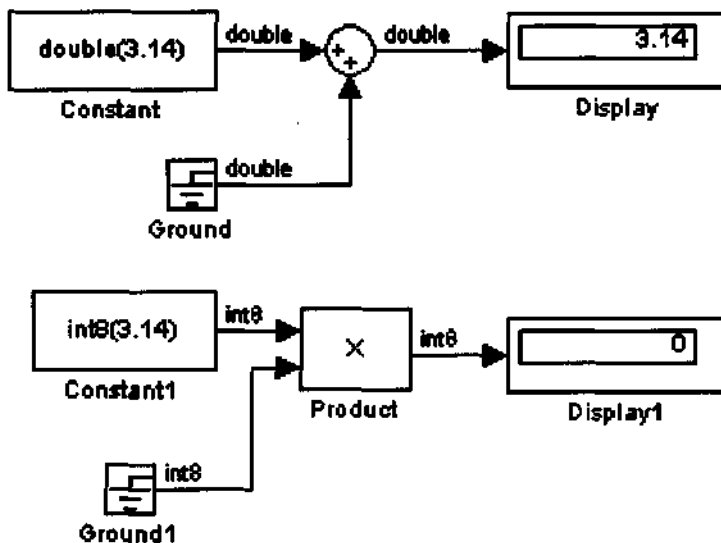 double(3.14)
double
+
+
double
3.14
Constant
Display
double
Ground
int8(3.14)
int8
×
int8
0
Constant1
Product
Display1
int8
Ground1